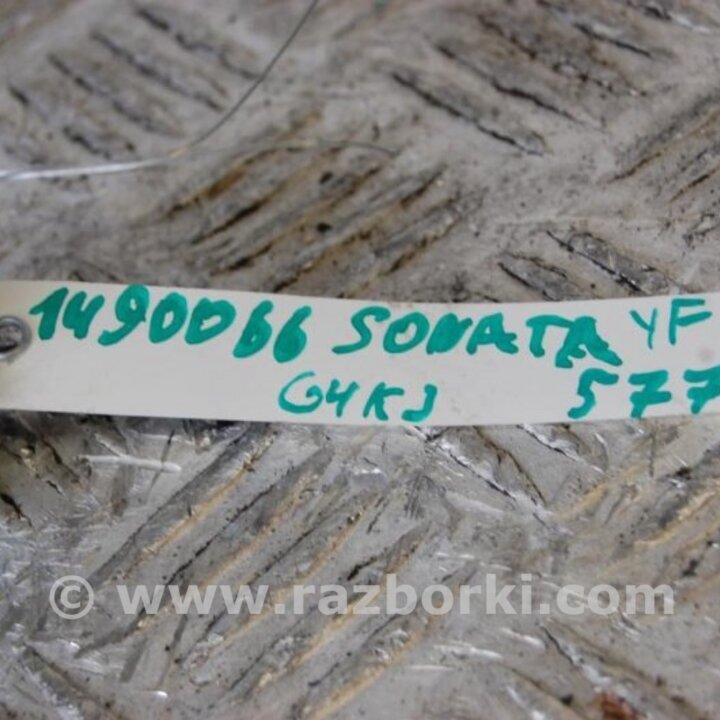 1490066 SONATA YF
G4KJ 577
© www.razborki.com